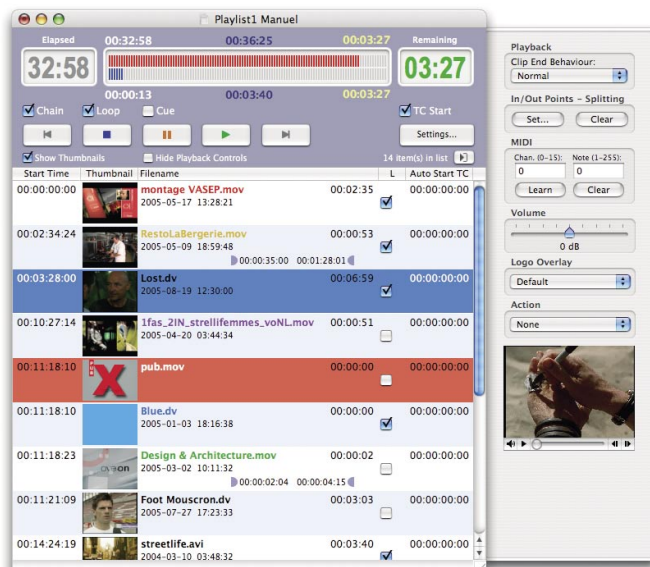 Playlist1 Manuel
Elapsed 00:32:58 00:36:25 00:03:27 Remaining
32:58 03:27
00:00:13 00:03:40 00:03:27
Chain Loop Cue TC Start
Settings...
Show Thumbnails Hide Playback Controls 14 item(s) in list
Start Time Thumbnail Filename L Auto Start TC
00:00:00:00 montage VASEP.mov 00:02:35 00:00:00:00
2005-05-17 13:28:21
00:02:34:24 RestoLaBergerie.mov 00:00:53 00:00:00:00
2005-05-09 18:59:48
00:00:35:00 00:01:28:01
00:03:28:00 Lost.dv 00:06:59 00:00:00:00
2005-08-19 12:30:00
00:10:27:14 1fas_2IN_strellifemmes_voNL.mov 00:00:51 00:00:00:00
2005-04-20 03:44:34
00:11:18:10 X pub.mov 00:00:00 00:00:00:00
00:11:18:10 Blue.dv 00:00:00 00:00:00:00
2005-01-03 18:16:38
00:11:18:23 Design & Architecture.mov 00:00:02 00:00:00:00
2005-03-02 10:11:32
00:00:02:04 00:00:04:15
00:11:21:09 Foot Mouscron.dv 00:03:03 00:00:00:00
2005-07-27 17:23:33
00:14:24:19 streetlife.avi 00:03:40 00:00:00:00
2004-03-10 03:48:32
Playback
Clip End Behaviour:
Normal
In/Out Points - Splitting
Set... Clear
MIDI
Chan. (0-15): Note (1-255):
0 0
Learn Clear
Volume
0 dB
Logo Overlay
Default
Action
None